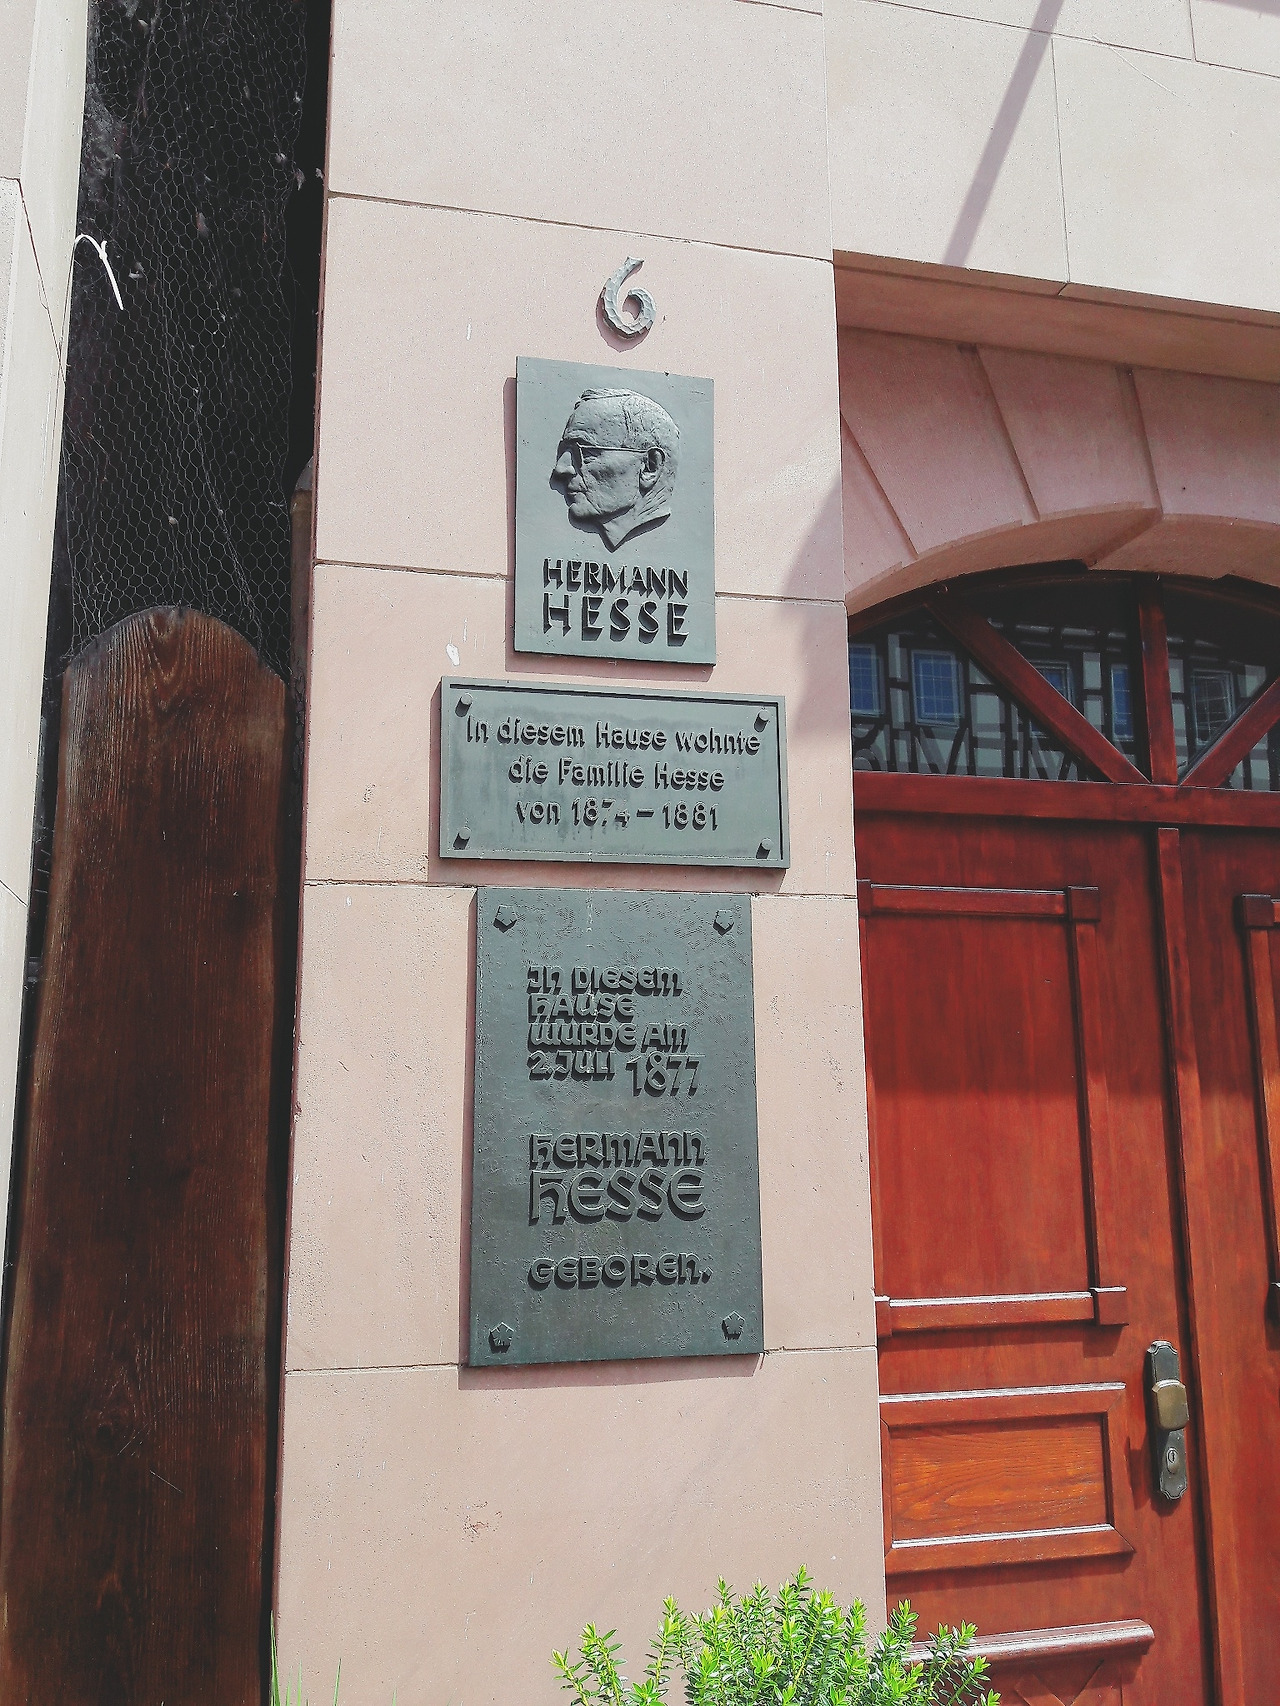 6
HERMANN
HESSE
In diesem Hause wohnte
die Familie Hesse
von 1874 – 1881
IN DIESEM
HAUSE
WURDE AM
2. JULI 1877
HERMANN
HESSE
GEBOREN.